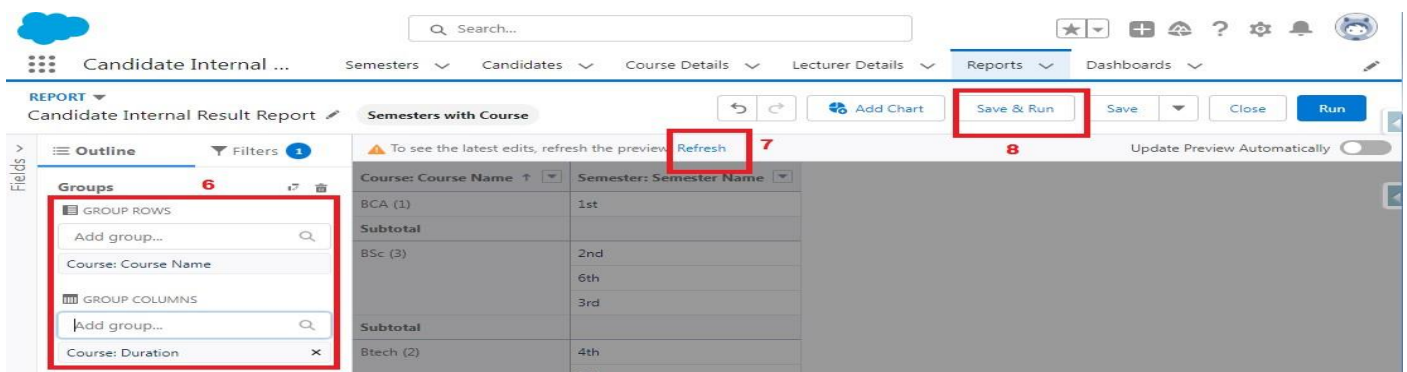 Search...
Candidate Internal ...
Semesters
Candidates
Course Details
Lecturer Details
Reports
Dashboards
REPORT
Candidate Internal Result Report
Semesters with Course
Add Chart
Save & Run
Save
Close
Run
Fields
Outline
Filters 1
To see the latest edits, refresh the preview. Refresh
7
8
Update Preview Automatically
Groups
6
GROUP ROWS
Add group...
Course: Course Name
GROUP COLUMNS
Add group...
Course: Duration
Course: Course Name ↑ Semester: Semester Name
BCA (1) 1st
Subtotal
BSc (3) 2nd
6th
3rd
Subtotal
Btech (2) 4th